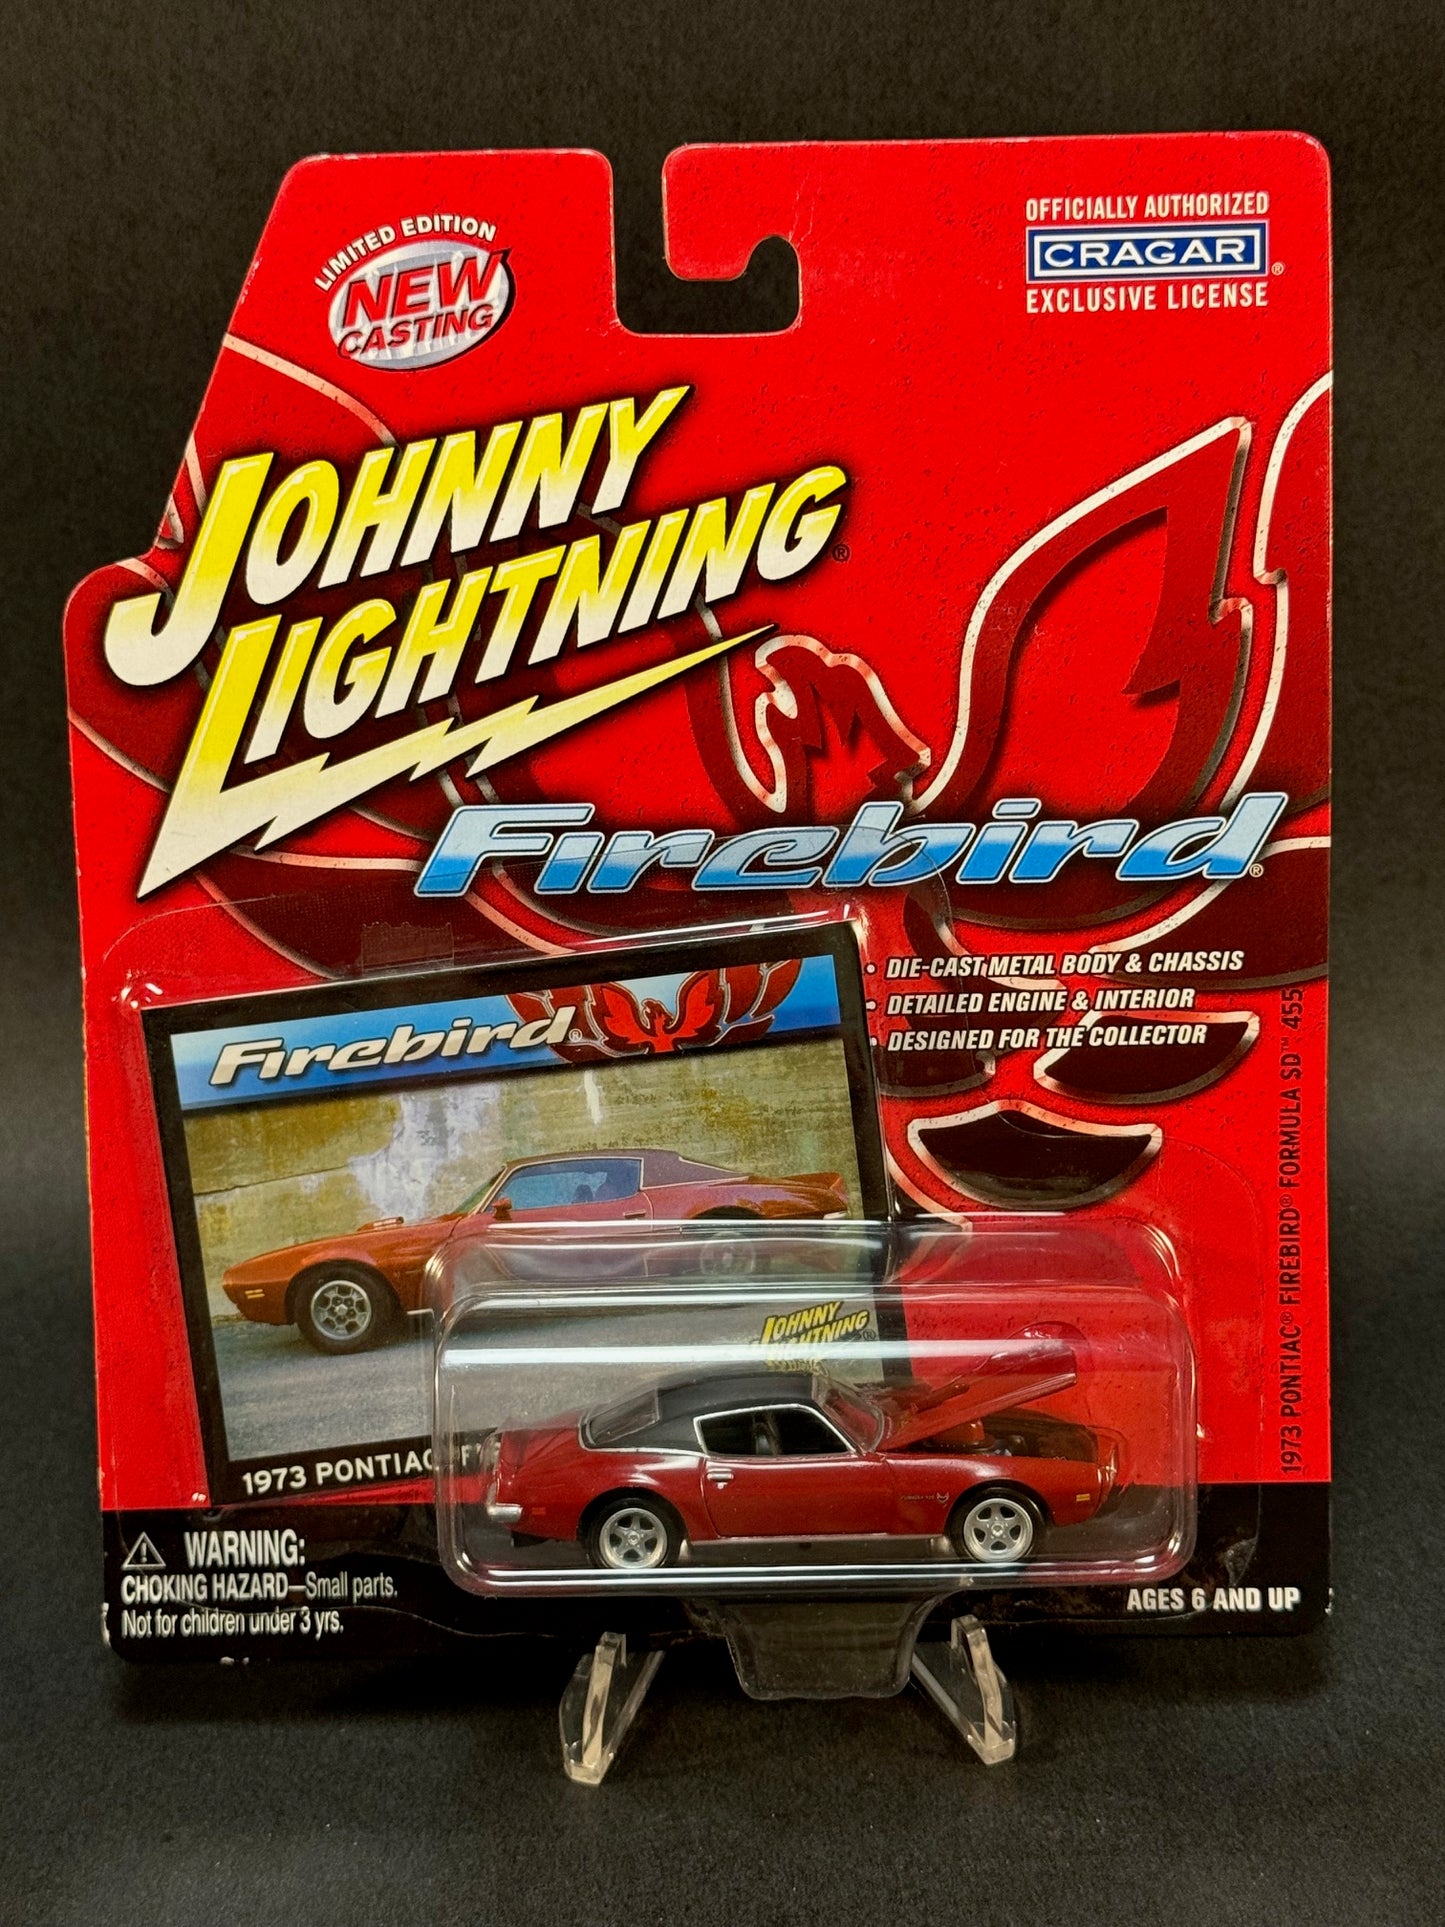 LIMITED EDITION
NEW
CASTING
OFFICIALLY AUTHORIZED
CRAGAR®
EXCLUSIVE LICENSE
JOHNNY
LIGHTNING®
Firebird®
• DIE-CAST METAL BODY & CHASSIS
• DETAILED ENGINE & INTERIOR
• DESIGNED FOR THE COLLECTOR
1973 PONTIAC® FIREBIRD® FORMULA SD™ 455
Firebird®
JOHNNY
LIGHTNING®
1973 PONTIAC
⚠ WARNING:
CHOKING HAZARD—Small parts.
Not for children under 3 yrs.
AGES 6 AND UP